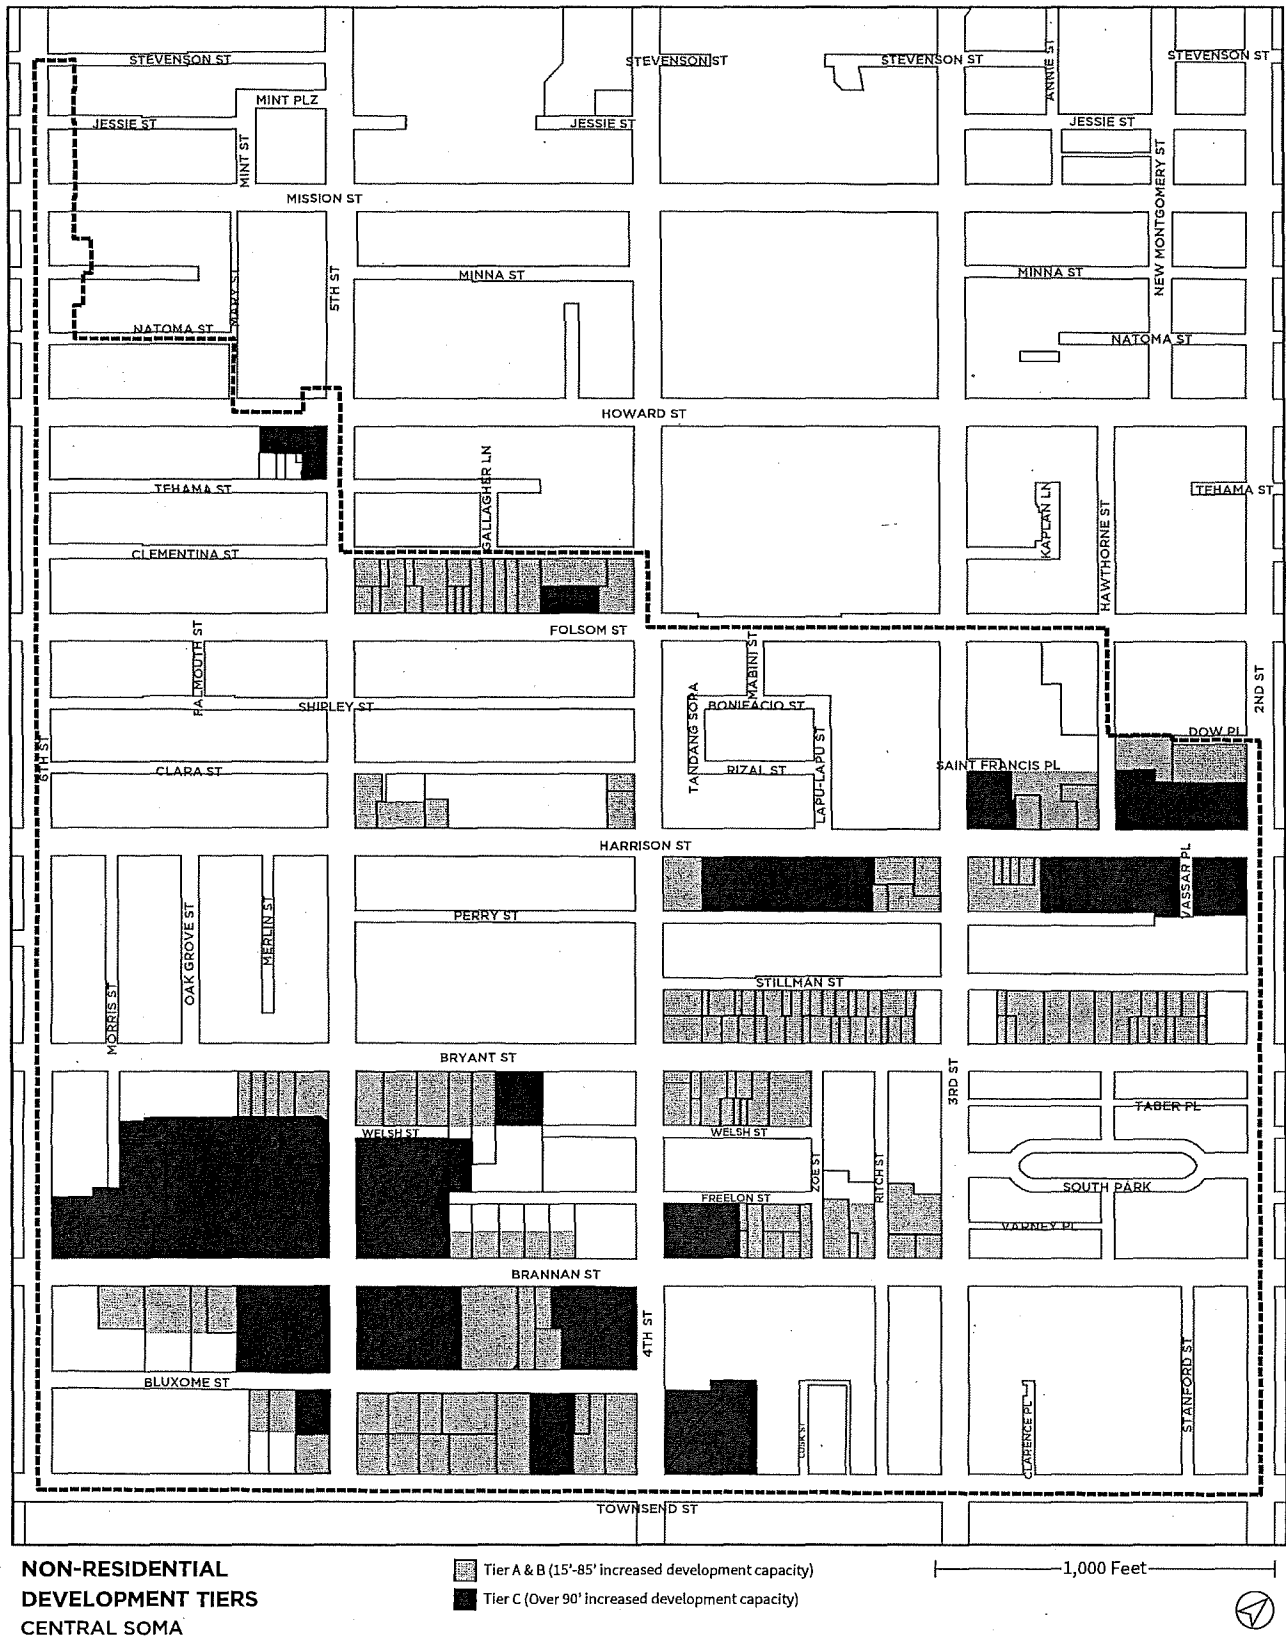 STEVENSON ST
STEVENSON ST
STEVENSON ST
STEVENSON ST
ANNIE ST
MINT PLZ
JESSIE ST
JESSIE ST
JESSIE ST
MINT ST
NEW MONTGOMERY ST
MISSION ST
MINNA ST
MINNA ST
MARY ST
5TH ST
NATOMA ST
NATOMA ST
HOWARD ST
GALLAGHER LN
TEHAMA ST
TEHAMA ST
KAPLAN LN
HAWTHORNE ST
CLEMENTINA ST
FOLSOM ST
FALMOUTH ST
MABINI ST
2ND ST
TANDANG SORA
BONIFACIO ST
SHIPLEY ST
LAPU-LAPU ST
DOW PL
6TH ST
CLARA ST
RIZAL ST
SAINT FRANCIS PL
HARRISON ST
VASSAR PL
PERRY ST
MERLIN ST
OAK GROVE ST
MORRIS ST
STILLMAN ST
BRYANT ST
3RD ST
TABER PL
WELSH ST
WELSH ST
ZOE ST
RITCH ST
SOUTH PARK
FREELON ST
VARNEY PL
BRANNAN ST
4TH ST
STANFORD ST
BLUXOME ST
LUSK ST
CLARENCE PL
TOWNSEND ST
NON-RESIDENTIAL
DEVELOPMENT TIERS
CENTRAL SOMA
Tier A & B (15'-85' increased development capacity)
Tier C (Over 90' increased development capacity)
1,000 Feet